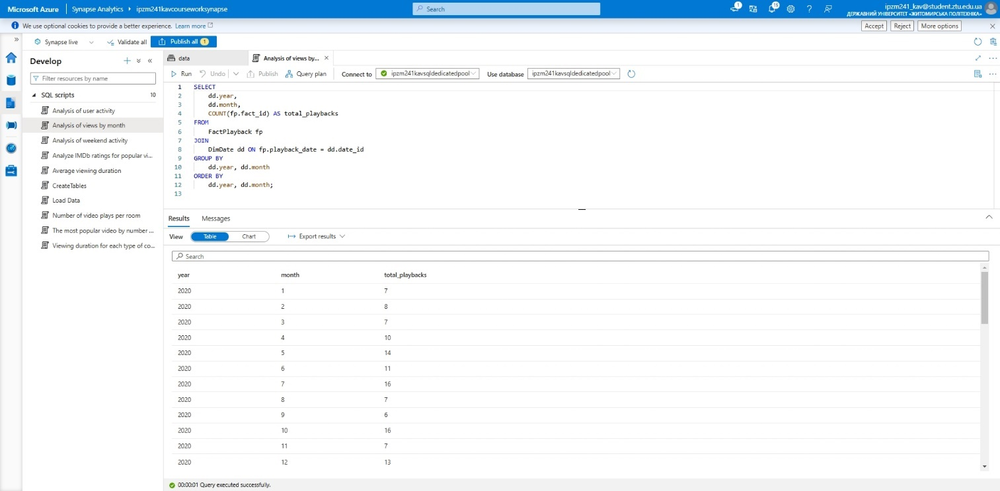 Microsoft Azure Synapse Analytics ipzm241kavcourseworksynapse Search 1 15 ? ipzm241_kav@student.ztu.edu.ua
ДЕРЖАВНИЙ УНІВЕРСИТЕТ «ЖИТОМИРСЬКА ПОЛІТЕХНІКА»
We use optional cookies to provide a better experience. Learn more Accept Reject More options
Synapse live Validate all Publish all 1
Develop
Filter resources by name
SQL scripts 10
Analysis of user activity
Analysis of views by month
Analysis of weekend activity
Analyze IMDb ratings for popular vi...
Average viewing duration
CreateTables
Load Data
Number of video plays per room
The most popular video by number ...
Viewing duration for each type of co...
data Analysis of views by...
Run Undo Publish Query plan Connect to ipzm241kavsqldedicatedpool Use database ipzm241kavsqldedicatedpool
1 SELECT
2 dd.year,
3 dd.month,
4 COUNT(fp.fact_id) AS total_playbacks
5 FROM
6 FactPlayback fp
7 JOIN
8 DimDate dd ON fp.playback_date = dd.date_id
9 GROUP BY
10 dd.year, dd.month
11 ORDER BY
12 dd.year, dd.month;
13
Results Messages
View Table Chart Export results
Search
year month total_playbacks
2020 1 7
2020 2 8
2020 3 7
2020 4 10
2020 5 14
2020 6 11
2020 7 16
2020 8 7
2020 9 6
2020 10 16
2020 11 7
2020 12 13
00:00:01 Query executed successfully.